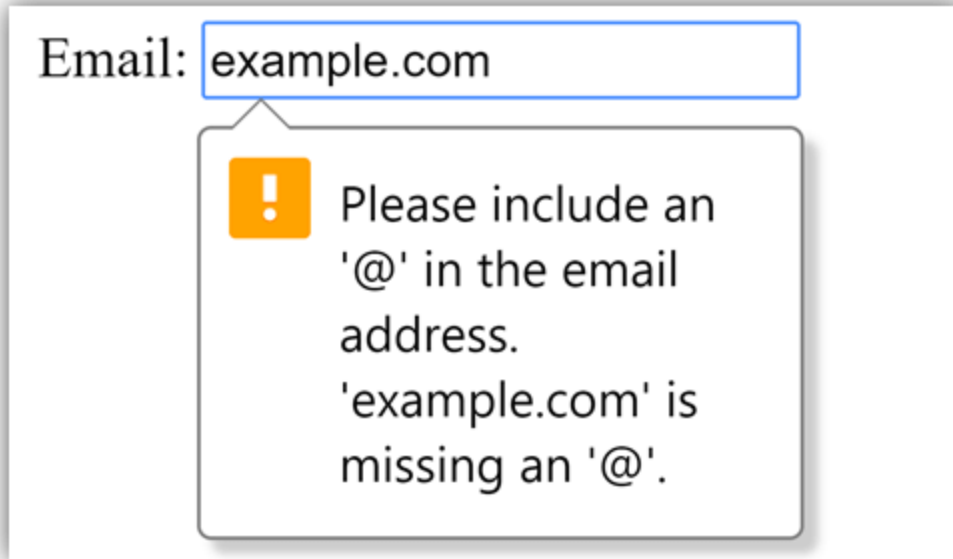 Email: example.com
Please include an
'@' in the email
address.
'example.com' is
missing an '@'.